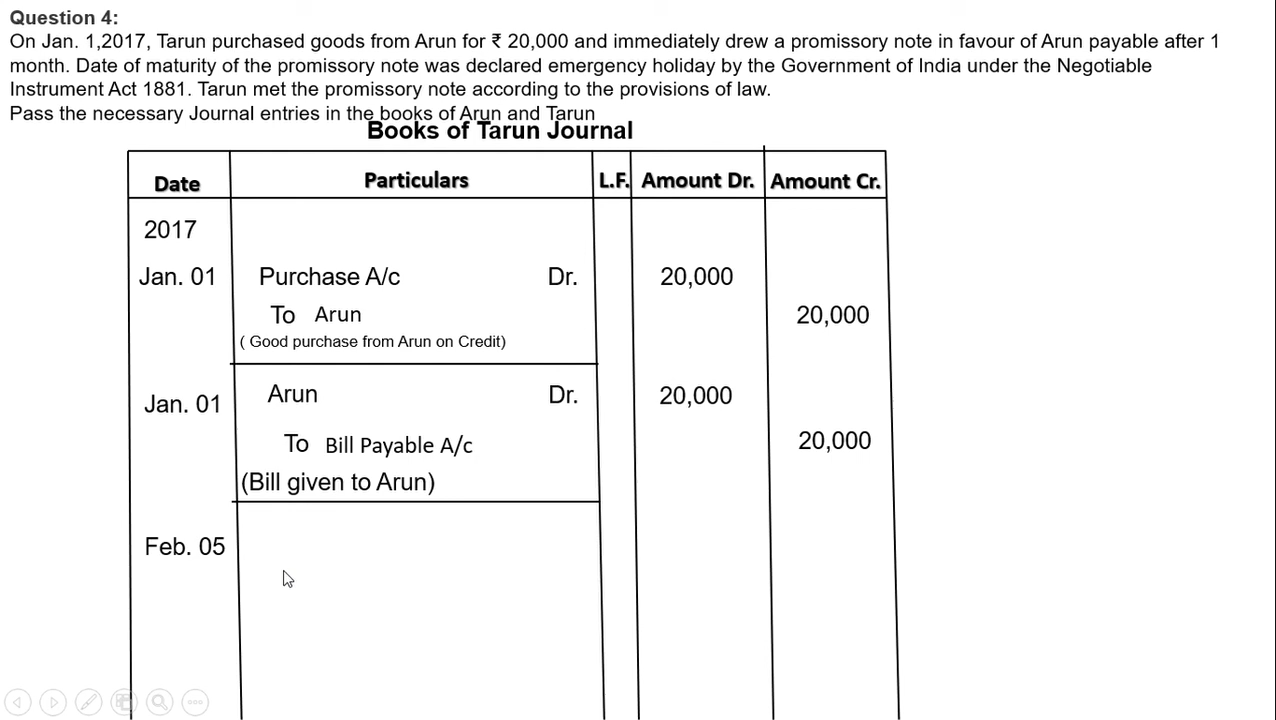 Question 4:
On Jan. 1,2017, Tarun purchased goods from Arun for ₹ 20,000 and immediately drew a promissory note in favour of Arun payable after 1
month. Date of maturity of the promissory note was declared emergency holiday by the Government of India under the Negotiable
Instrument Act 1881. Tarun met the promissory note according to the provisions of law.
Pass the necessary Journal entries in the books of Arun and Tarun
Books of Tarun Journal
Date Particulars L.F. Amount Dr. Amount Cr.
2017
Jan. 01 Purchase A/c Dr. 20,000
To Arun 20,000
( Good purchase from Arun on Credit)
Jan. 01 Arun Dr. 20,000
To Bill Payable A/c 20,000
(Bill given to Arun)
Feb. 05